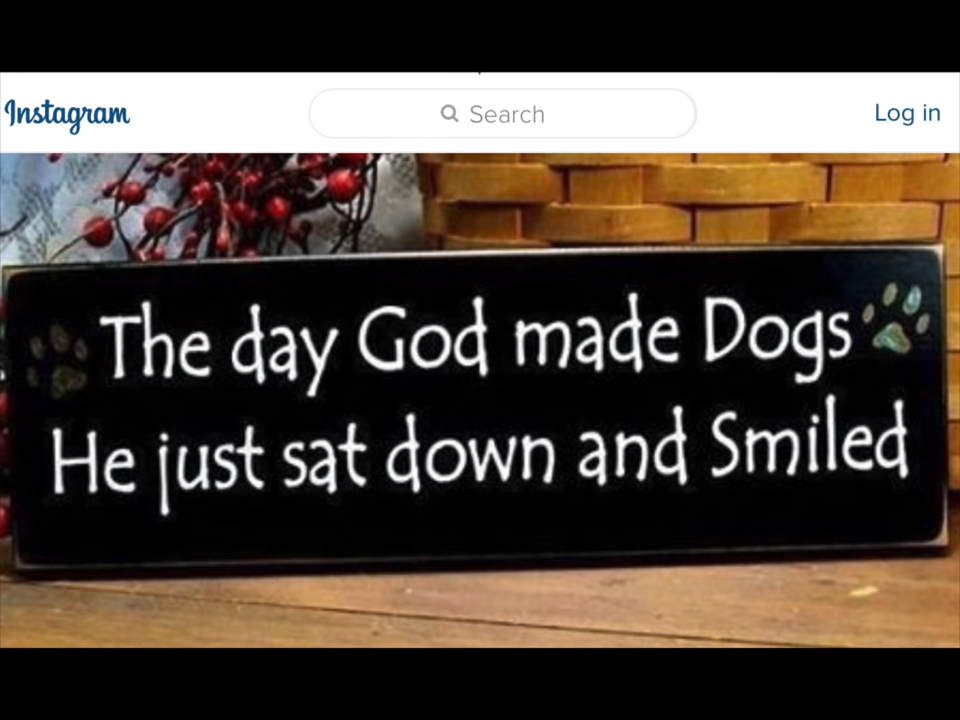 Instagram
Search
Log in
The day God made Dogs
He just sat down and Smiled